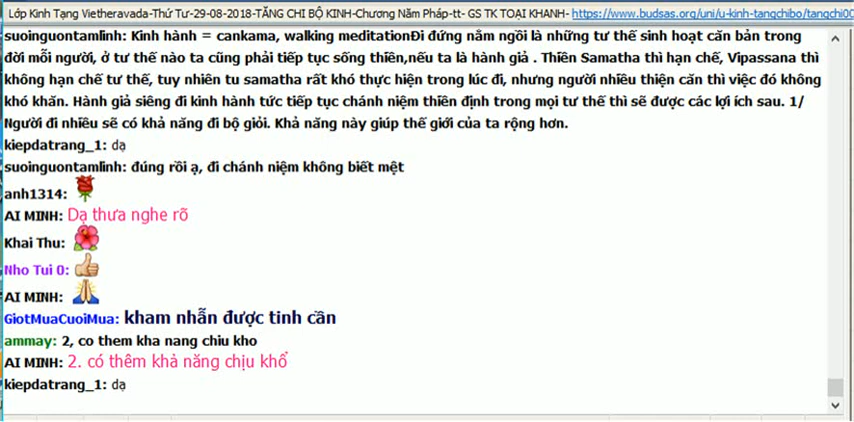 Lớp Kinh Tạng Vietheravada-Thứ Tư-29-08-2018-TĂNG CHI BỘ KINH-Chương Năm Pháp-tt- GS TK TOẠI KHANH- https://www.budsas.org/uni/u-kinh-tangchibo/tangchi0
suoinguontamlinh: Kinh hành = cankama, walking meditationĐi đứng nằm ngồi là những tư thế sinh hoạt căn bản trong
đời mỗi người, ở tư thế nào ta cũng phải tiếp tục sống thiền,nếu ta là hành giả . Thiền Samatha thì hạn chế, Vipassana thì
không hạn chế tư thế, tuy nhiên tu samatha rất khó thực hiện trong lúc đi, nhưng người nhiều thiện căn thì việc đó không
khó khăn. Hành giả siêng đi kinh hành tức tiếp tục chánh niệm thiền định trong mọi tư thế thì sẽ được các lợi ích sau. 1/
Người đi nhiều sẽ có khả năng đi bộ giỏi. Khả năng này giúp thế giới của ta rộng hơn.
kiepdatrang_1: dạ
suoinguontamlinh: đúng rồi ạ, đi chánh niệm không biết mệt
anh1314:
AI MINH: Dạ thưa nghe rõ
Khai Thu:
Nho Tui 0:
AI MINH:
GiotMuaCuoiMua: kham nhẫn được tinh cần
ammay: 2, co them kha nang chiu kho
AI MINH: 2. có thêm khả năng chịu khổ
kiepdatrang_1: dạ